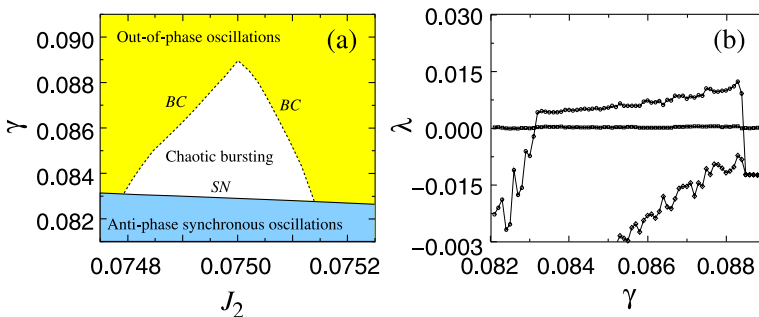 Out-of-phase oscillations
(a)
BC
BC
Chaotic bursting
SN
Anti-phase synchronous oscillations
γ
0.090
0.088
0.086
0.084
0.082
0.0748
0.0750
0.0752
J2
(b)
λ
0.030
0.015
0.000
−0.015
−0.003
0.082
0.084
0.086
0.088
γ